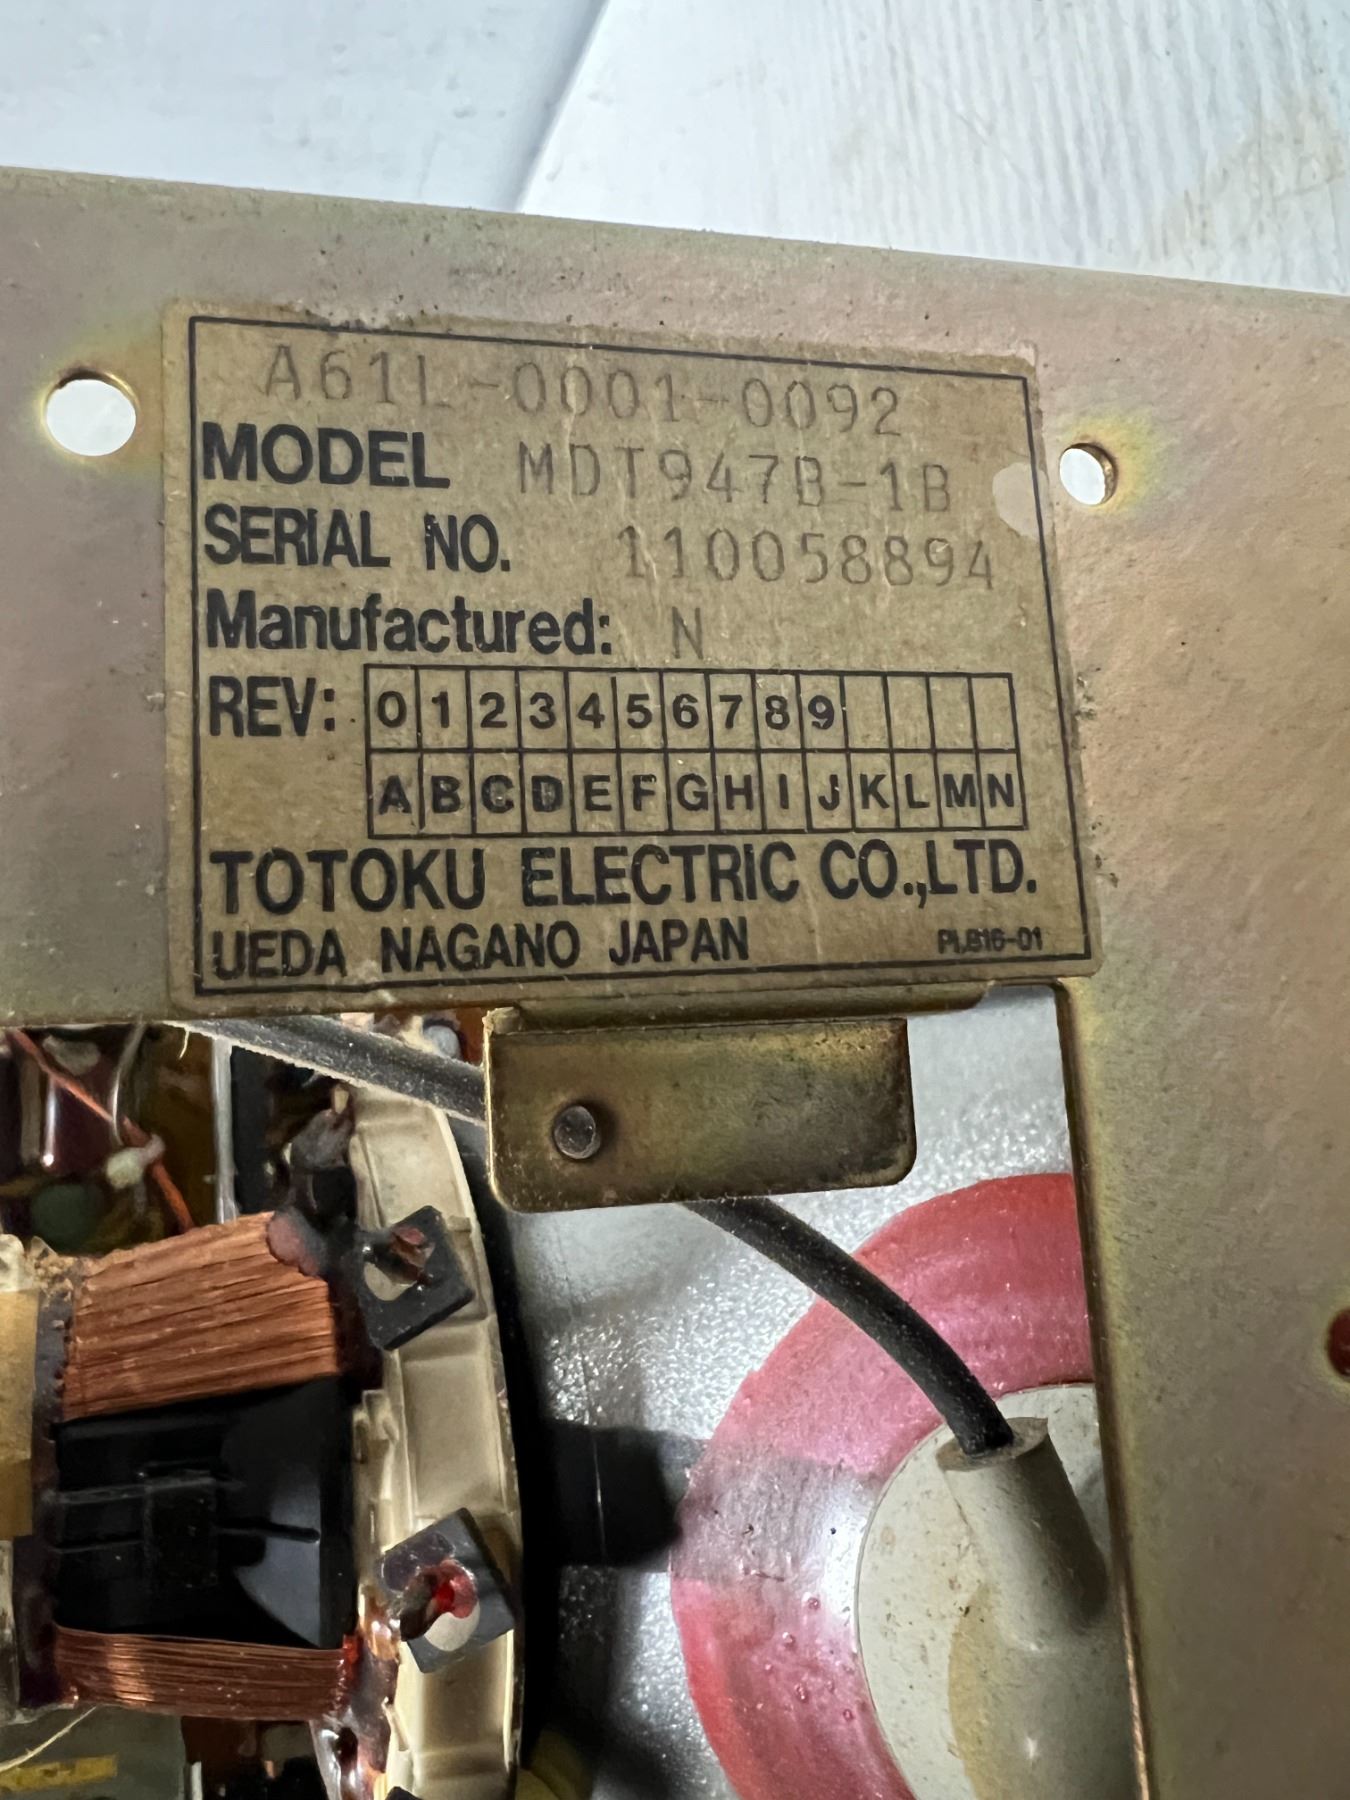 A61L-0001-0092
MODEL MDT947B-1B
SERIAL NO. 110058894
Manufactured: N
REV: 0 1 2 3 4 5 6 7 8 9
A B C D E F G H I J K L M N
TOTOKU ELECTRIC CO.,LTD.
UEDA NAGANO JAPAN PL816-01